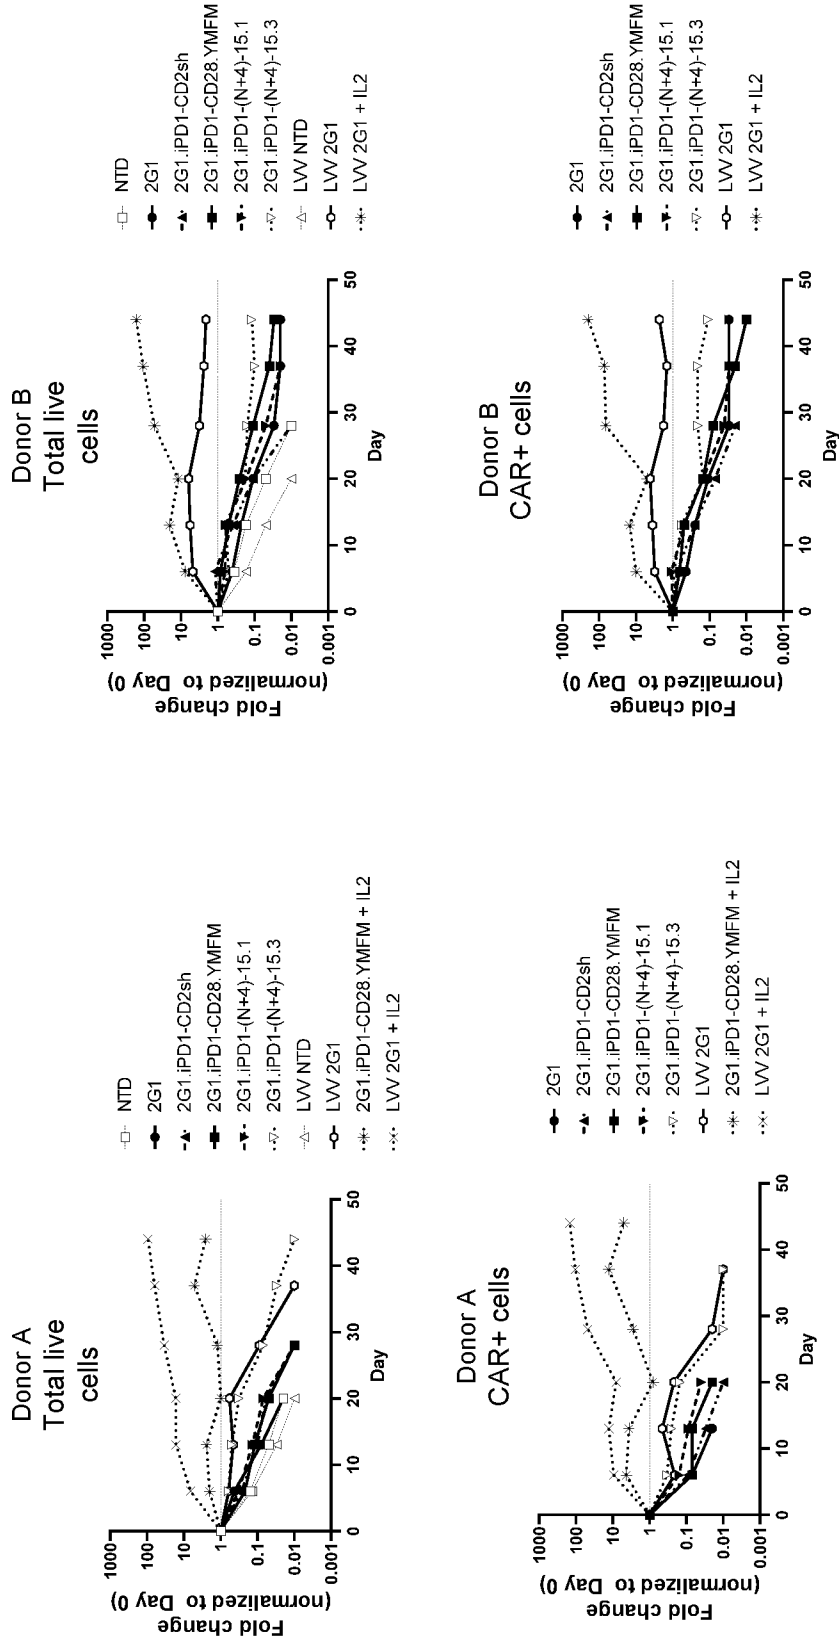 Donor A
Total live
cells
Fold change
(normalized to Day 0)
1000
100
10
1
0.1
0.01
0.001
0
10
20
30
40
50
Day
NTD
2G1
2G1.iPD1-CD2sh
2G1.iPD1-CD28.YMFM
2G1.iPD1-(N+4)-15.1
2G1.iPD1-(N+4)-15.3
LVV NTD
LVV 2G1
2G1.iPD1-CD28.YMFM + IL2
LVV 2G1 + IL2
Donor B
Total live
cells
Fold change
(normalized to Day 0)
1000
100
10
1
0.1
0.01
0.001
0
10
20
30
40
50
Day
NTD
2G1
2G1.iPD1-CD2sh
2G1.iPD1-CD28.YMFM
2G1.iPD1-(N+4)-15.1
2G1.iPD1-(N+4)-15.3
LVV NTD
LVV 2G1
LVV 2G1 + IL2
Donor A
CAR+ cells
Fold change
(normalized to Day 0)
1000
100
10
1
0.1
0.01
0.001
0
10
20
30
40
50
Day
2G1
2G1.iPD1-CD2sh
2G1.iPD1-CD28.YMFM
2G1.iPD1-(N+4)-15.1
2G1.iPD1-(N+4)-15.3
LVV 2G1
2G1.iPD1-CD28.YMFM + IL2
LVV 2G1 + IL2
Donor B
CAR+ cells
Fold change
(normalized to Day 0)
1000
100
10
1
0.1
0.01
0.001
0
10
20
30
40
50
Day
2G1
2G1.iPD1-CD2sh
2G1.iPD1-CD28.YMFM
2G1.iPD1-(N+4)-15.1
2G1.iPD1-(N+4)-15.3
LVV 2G1
LVV 2G1 + IL2